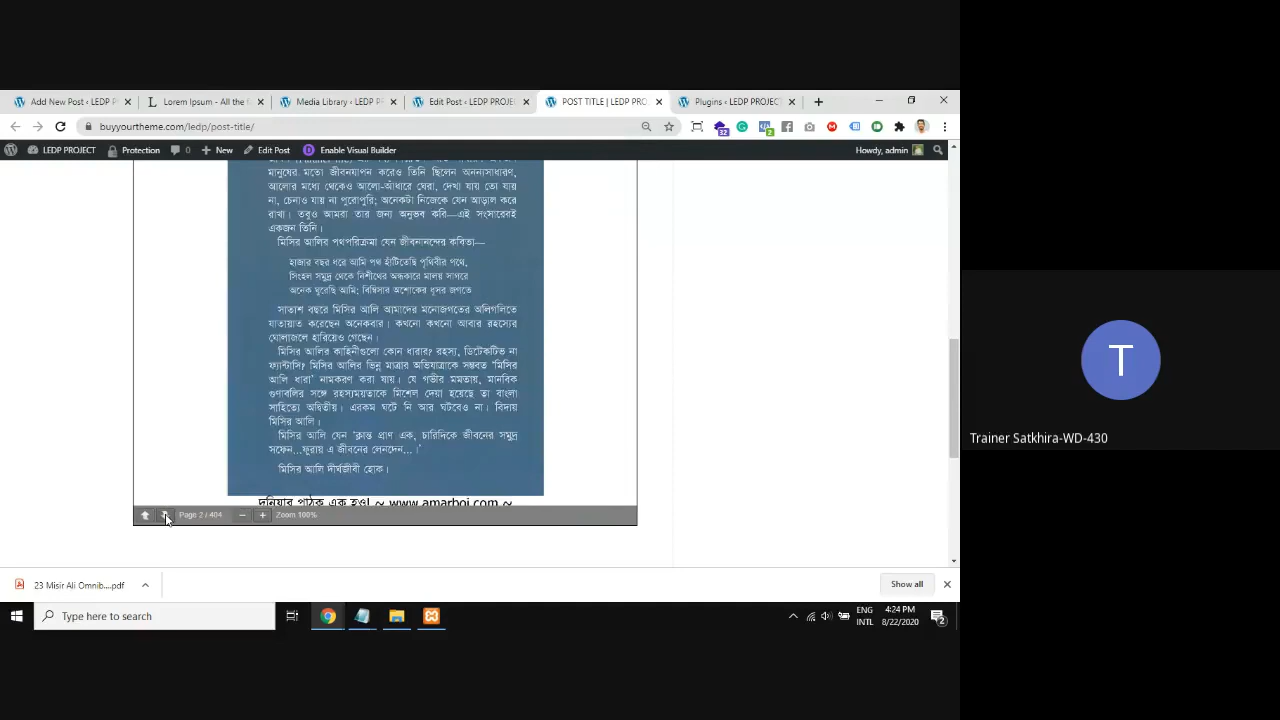 Add New Post ‹ LEDP P
Lorem Ipsum - All the f
Media Library ‹ LEDP PR
Edit Post ‹ LEDP PROJEC
POST TITLE | LEDP PRO
Plugins ‹ LEDP PROJECT
buyyourtheme.com/ledp/post-title/
32
2
LEDP PROJECT
Protection
0
New
Edit Post
Enable Visual Builder
Howdy, admin
মানুষের মতো জীবনযাপন করেও তিনি ছিলেন অনন্যসাধারণ,
আলোর মধ্যে থেকেও আলো-আঁধারে ঘেরা, দেখা যায় তো যায়
না, চেনাও যায় না পুরোপুরি; অনেকটা নিজেকে যেন আড়াল করে
রাখা। তবুও আমরা তার জন্য অনুভব করি—এই সংসারেরই
একজন তিনি।
মিসির আলির পথপরিক্রমা যেন জীবনানন্দের কবিতা—
হাজার বছর ধরে আমি পথ হাঁটিতেছি পৃথিবীর পথে,
সিংহল সমুদ্র থেকে নিশীথের অন্ধকারে মালয় সাগরে
অনেক ঘুরেছি আমি; বিম্বিসার অশোকের ধূসর জগতে
সাতাশ বছরে মিসির আলি আমাদের মনোজগতের অলিগলিতে
যাতায়াত করেছেন অনেকবার। কখনো কখনো আবার রহস্যের
ঘোলাজলে হারিয়েও গেছেন।
মিসির আলির কাহিনীগুলো কোন ধারার? রহস্য, ডিটেকটিভ না
ফ্যান্টাসি? মিসির আলির ভিন্ন মাত্রার অভিযাত্রাকে সম্ভবত ‘মিসির
আলি ধারা’ নামকরণ করা যায়। যে গভীর মমতায়, মানবিক
গুণাবলির সঙ্গে রহস্যময়তাকে মিশেল দেয়া হয়েছে তা বাংলা
সাহিত্যে অদ্বিতীয়। এরকম ঘটে নি আর ঘটবেও না। বিদায়
মিসির আলি।
মিসির আলি যেন ‘ক্লান্ত প্রাণ এক, চারিদিকে জীবনের সমুদ্র
সফেন...ফুরায় এ জীবনের লেনদেন...।’
মিসির আলি দীর্ঘজীবী হোক।
দুনিয়ার পাঠক এক হও! ~ www.amarboi.com ~
Page 2 / 404
Zoom 100%
23 Misir Ali Omnib....pdf
Show all
Type here to search
ENG
INTL
4:24 PM
8/22/2020
2
T
Trainer Satkhira-WD-430